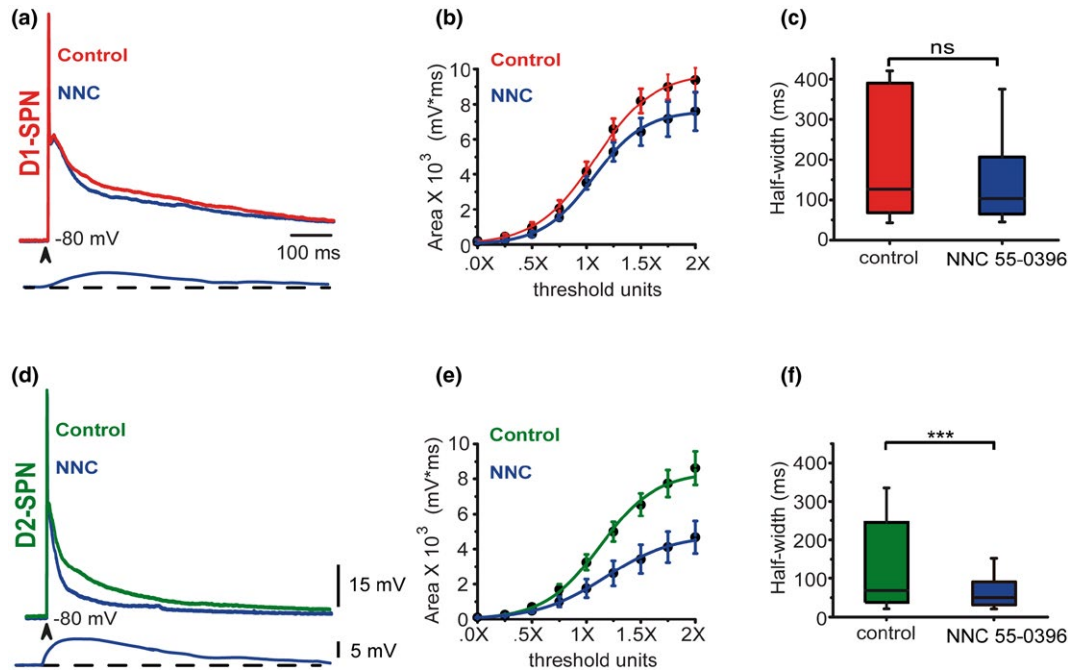 (a)
Control
NNC
D1-SPN
-80 mV
100 ms
(b)
Control
NNC
Area X 10³ (mV*ms)
10
8
6
4
2
0
.0X .5X 1X 1.5X 2X
threshold units
(c)
ns
Half-width (ms)
400
300
200
100
0
control NNC 55-0396
(d)
Control
NNC
D2-SPN
-80 mV
15 mV
5 mV
(e)
Control
NNC
Area X 10³ (mV*ms)
10
8
6
4
2
0
.0X .5X 1X 1.5X 2X
threshold units
(f)
***
Half-width (ms)
400
300
200
100
0
control NNC 55-0396